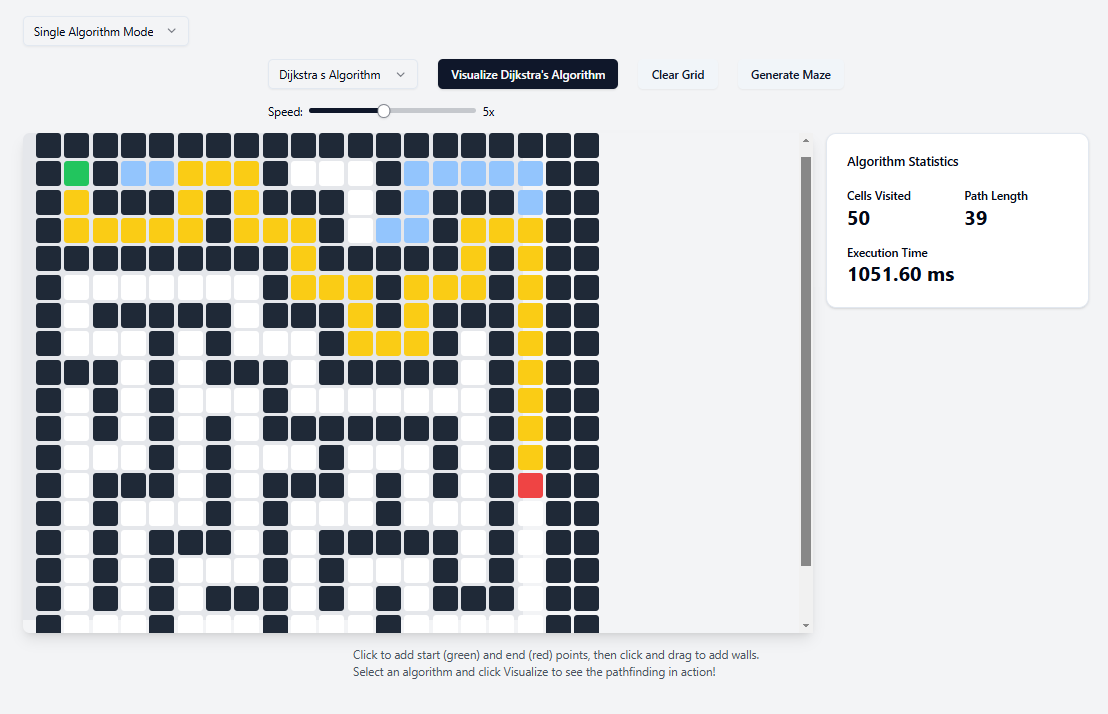 Single Algorithm Mode
Dijkstra s Algorithm
Visualize Dijkstra's Algorithm
Clear Grid
Generate Maze
Speed:
5x
Algorithm Statistics
Cells Visited
Path Length
50
39
Execution Time
1051.60 ms
Click to add start (green) and end (red) points, then click and drag to add walls.
Select an algorithm and click Visualize to see the pathfinding in action!